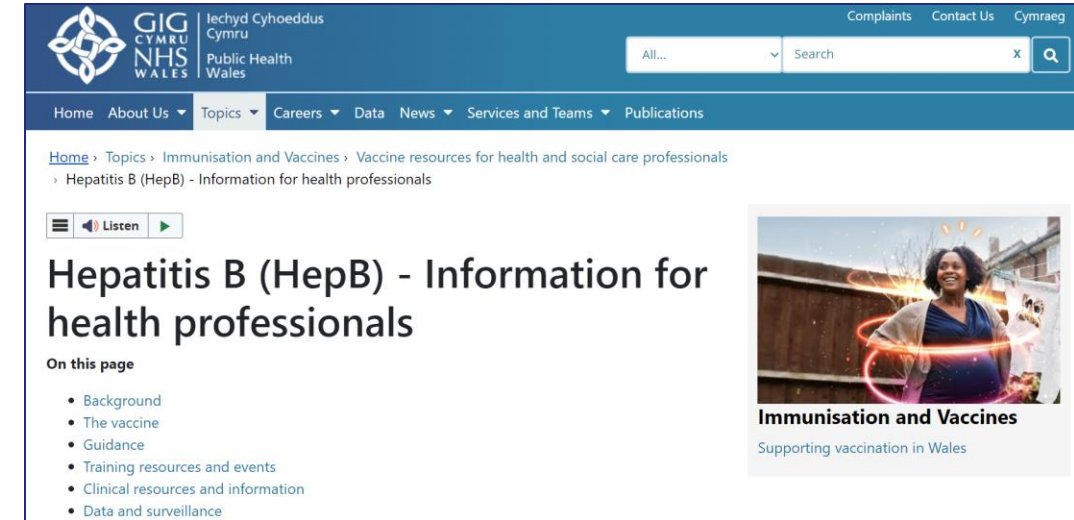 GIG
CYMRU
NHS
WALES
Iechyd Cyhoeddus
Cymru
Public Health
Wales
Complaints Contact Us Cymraeg
All... Search x
Home About Us Topics Careers Data News Services and Teams Publications
Home › Topics › Immunisation and Vaccines › Vaccine resources for health and social care professionals
› Hepatitis B (HepB) - Information for health professionals
Listen
Hepatitis B (HepB) - Information for
health professionals
On this page
• Background
• The vaccine
• Guidance
• Training resources and events
• Clinical resources and information
• Data and surveillance
Immunisation and Vaccines
Supporting vaccination in Wales